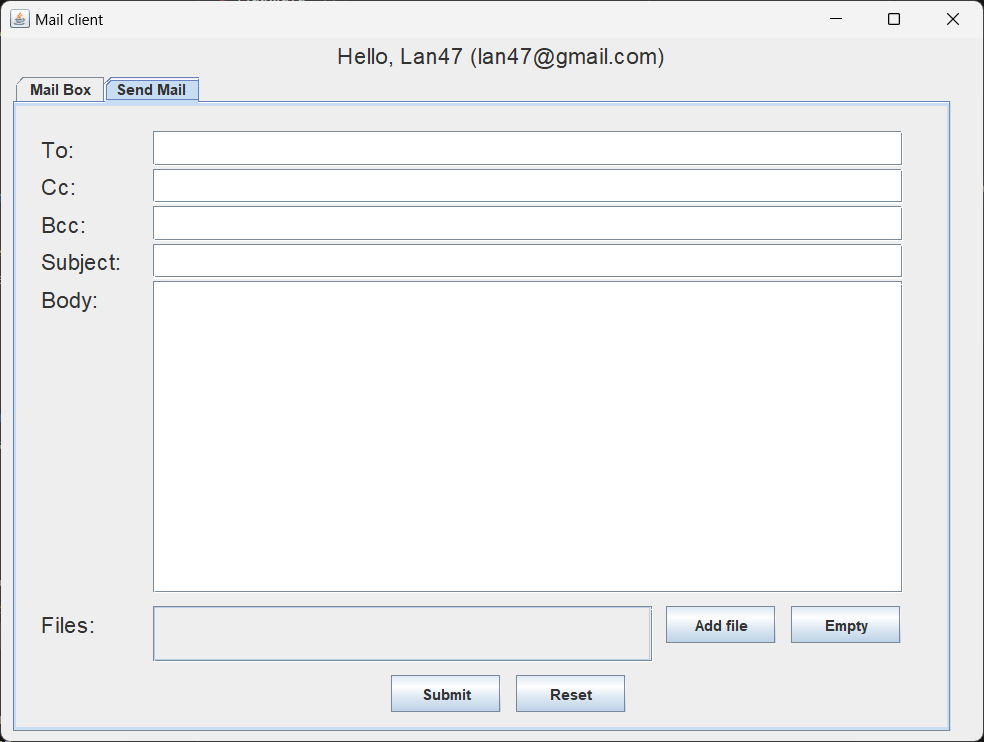 Mail client
Hello, Lan47 (lan47@gmail.com)
Mail Box Send Mail
To:
Cc:
Bcc:
Subject:
Body:
Files: Add file Empty
Submit Reset